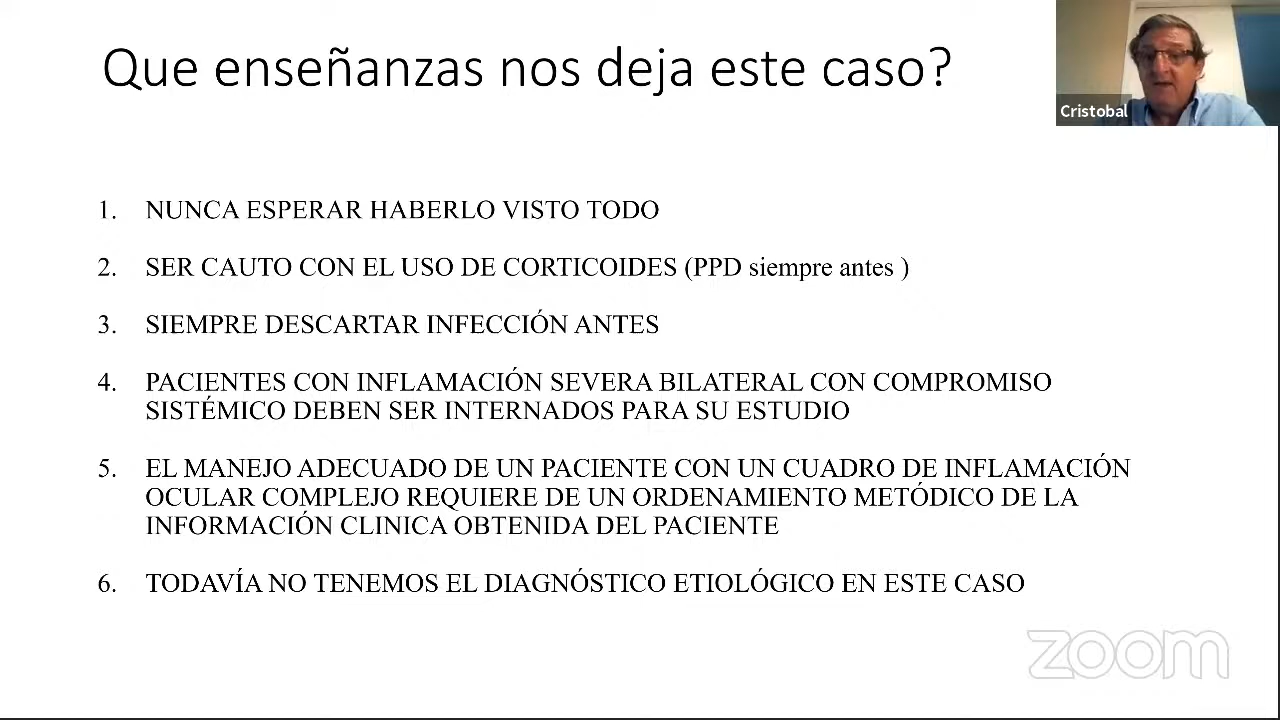 Que enseñanzas nos deja este caso?
Cristobal
1. NUNCA ESPERAR HABERLO VISTO TODO
2. SER CAUTO CON EL USO DE CORTICOIDES (PPD siempre antes )
3. SIEMPRE DESCARTAR INFECCIÓN ANTES
4. PACIENTES CON INFLAMACIÓN SEVERA BILATERAL CON COMPROMISO
SISTÉMICO DEBEN SER INTERNADOS PARA SU ESTUDIO
5. EL MANEJO ADECUADO DE UN PACIENTE CON UN CUADRO DE INFLAMACIÓN
OCULAR COMPLEJO REQUIERE DE UN ORDENAMIENTO METÓDICO DE LA
INFORMACIÓN CLINICA OBTENIDA DEL PACIENTE
6. TODAVÍA NO TENEMOS EL DIAGNÓSTICO ETIOLÓGICO EN ESTE CASO
zoom